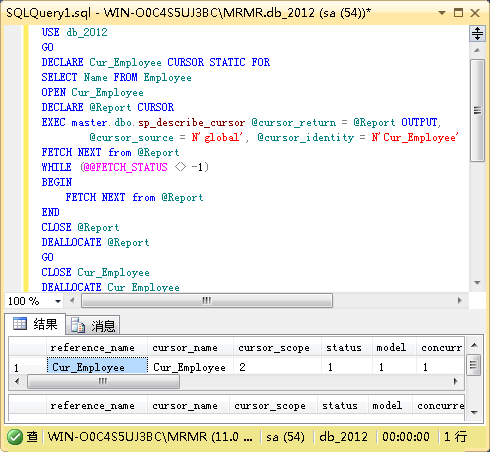 SQLQuery1.sql - WIN-O0C4S5UJ3BC\MRMR.db_2012 (sa (54))*
USE db_2012
GO
DECLARE Cur_Employee CURSOR STATIC FOR
SELECT Name FROM Employee
OPEN Cur_Employee
DECLARE @Report CURSOR
EXEC master.dbo.sp_describe_cursor @cursor_return = @Report OUTPUT,
@cursor_source = N'global', @cursor_identity = N'Cur_Employee'
FETCH NEXT from @Report
WHILE (@@FETCH_STATUS <> -1)
BEGIN
FETCH NEXT from @Report
END
CLOSE @Report
DEALLOCATE @Report
GO
CLOSE Cur_Employee
DEALLOCATE Cur_Employee
100 %
结果 消息
reference_name cursor_name cursor_scope status model concurre
1 Cur_Employee Cur_Employee 2 1 1 1
reference_name cursor_name cursor_scope status model concurre
查 WIN-O0C4S5UJ3BC\MRMR (11.0 ... sa (54) db_2012 00:00:00 1 行